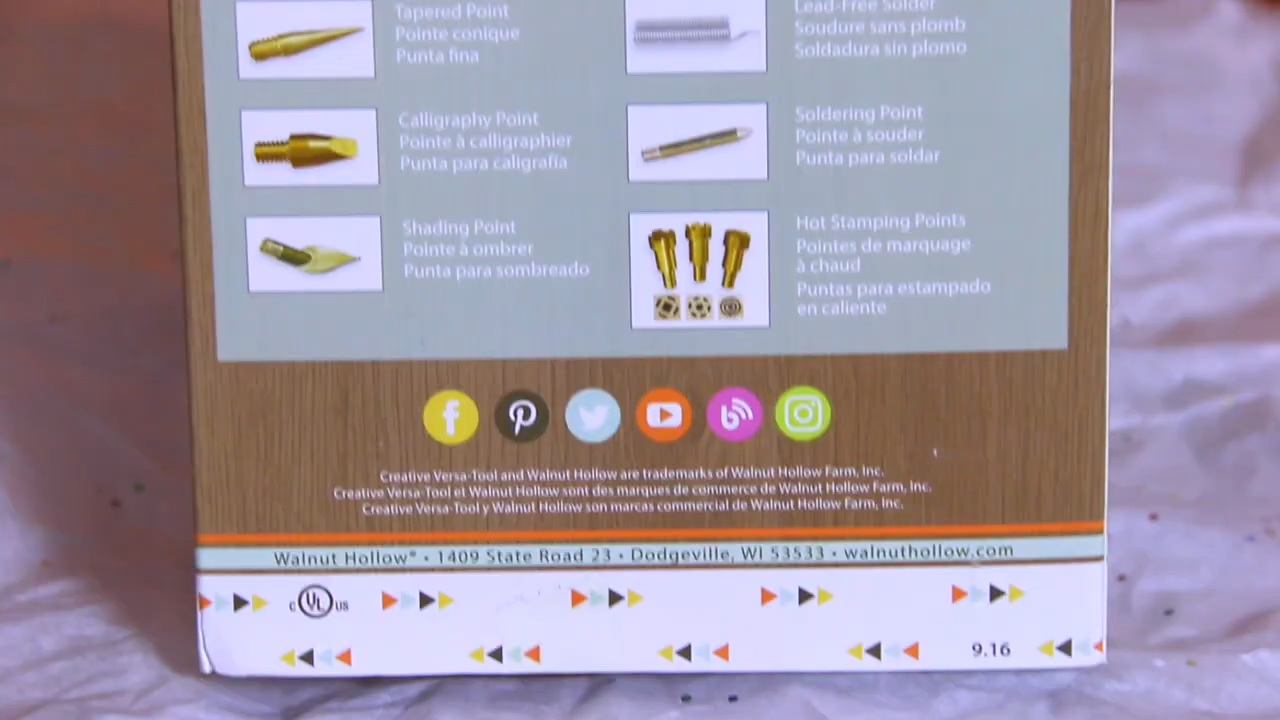 Tapered Point
Pointe conique
Punta fina
Lead-Free Solder
Soudure sans plomb
Soldadura sin plomo
Calligraphy Point
Pointe à calligraphier
Punta para caligrafía
Soldering Point
Pointe à souder
Punta para soldar
Shading Point
Pointe à ombrer
Punta para sombreado
Hot Stamping Points
Pointes de marquage
à chaud
Puntas para estampado
en caliente
Creative Versa-Tool and Walnut Hollow are trademarks of Walnut Hollow Farm, Inc.
Creative Versa-Tool et Walnut Hollow sont des marques de commerce de Walnut Hollow Farm, Inc.
Creative Versa-Tool y Walnut Hollow son marcas commercial de Walnut Hollow Farm, Inc.
Walnut Hollow® • 1409 State Road 23 • Dodgeville, WI 53533 • walnuthollow.com
C UL US
9.16